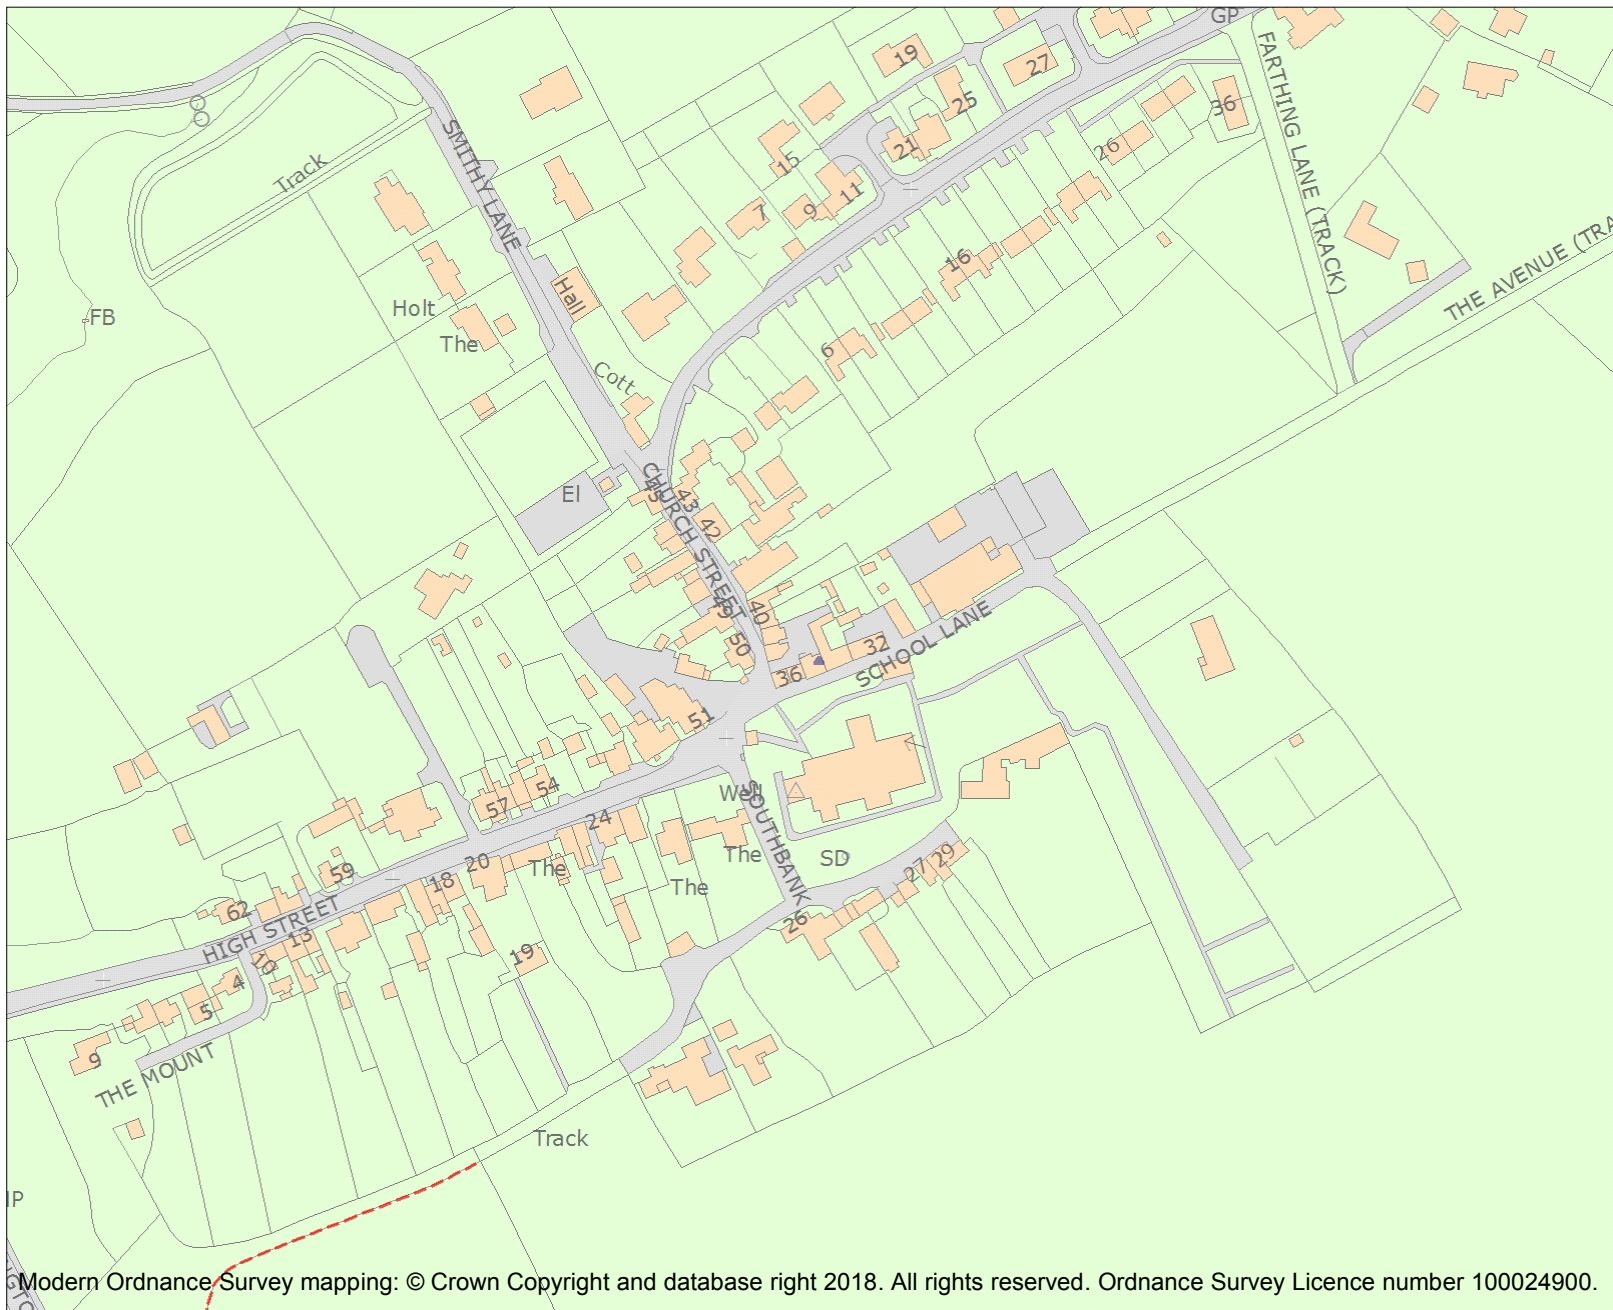 GP
19
27
FARTHING LANE (TRACK)
25
36
SMITHY LANE
21
26
Track
15
11
7
9
THE AVENUE (TRA
16
Hall
Holt
FB
The
6
Cott
CHURCH STREET
45
43
El
42
49
40
50
32
SCHOOL LANE
36
51
54
57
Well
SOUTHBANK
24
The
SD
20
The
27
29
59
18
The
62
26
HIGH STREET
13
19
10
4
5
9
THE MOUNT
Track
IP
Modern Ordnance Survey mapping: © Crown Copyright and database right 2018. All rights reserved. Ordnance Survey Licence number 100024900.